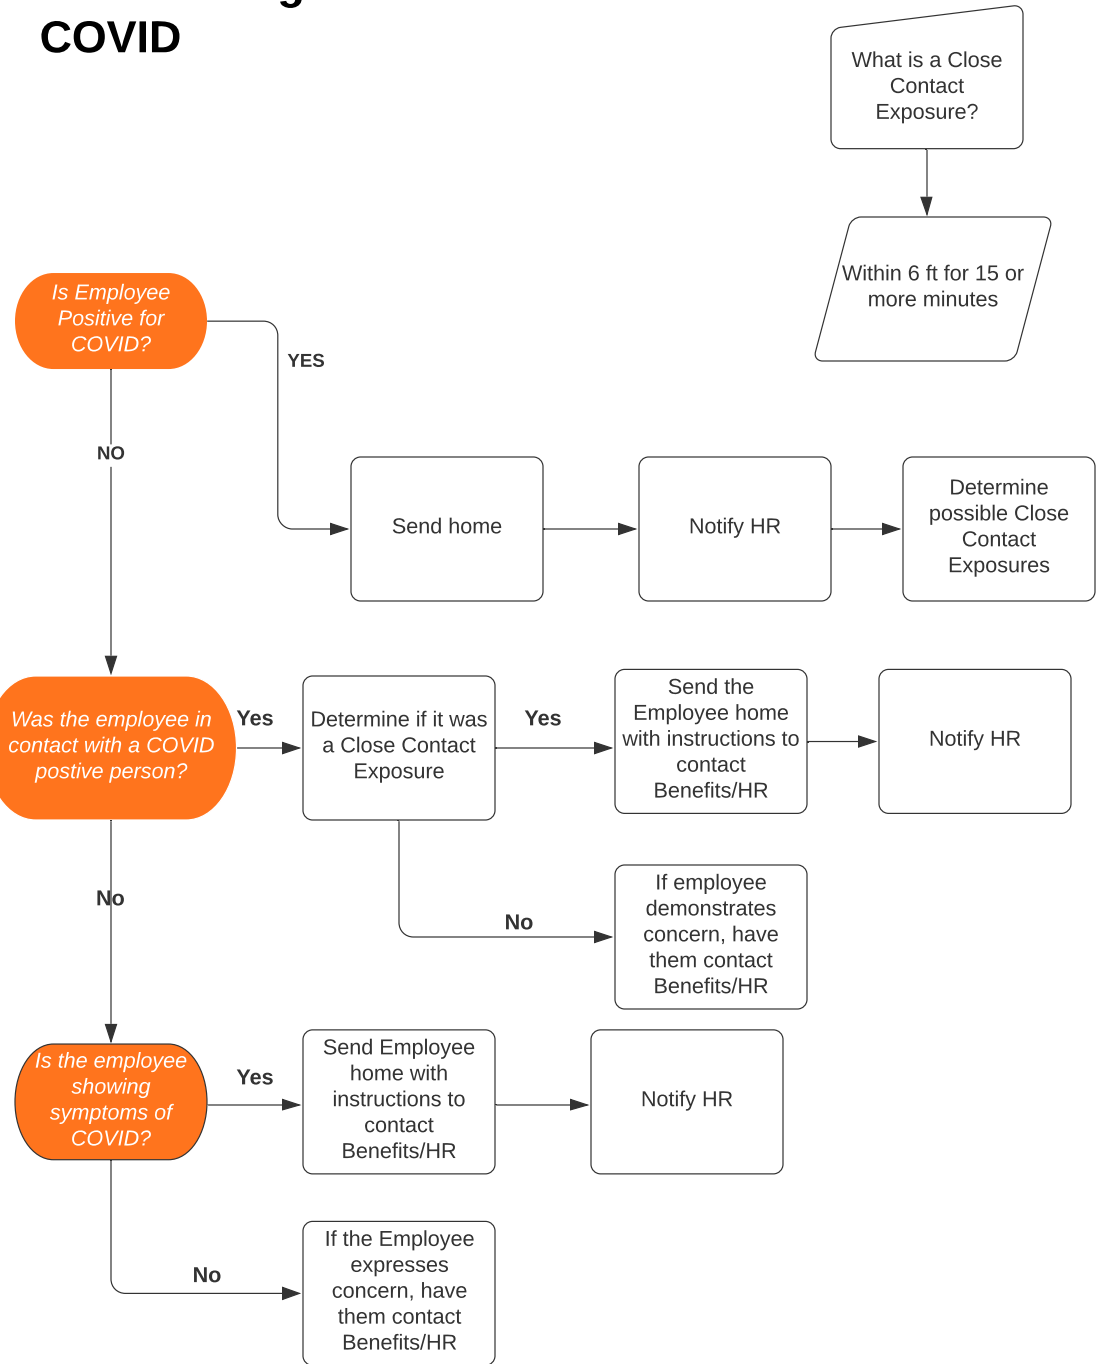 COVID
What is a Close
Contact
Exposure?
Within 6 ft for 15 or
more minutes
Is Employee
Positive for
COVID?
YES
NO
Send home
Notify HR
Determine
possible Close
Contact
Exposures
Was the employee in
contact with a COVID
postive person?
Yes
Determine if it was
a Close Contact
Exposure
Yes
Send the
Employee home
with instructions to
contact
Benefits/HR
Notify HR
No
No
If employee
demonstrates
concern, have
them contact
Benefits/HR
Is the employee
showing
symptoms of
COVID?
Yes
Send Employee
home with
instructions to
contact
Benefits/HR
Notify HR
No
If the Employee
expresses
concern, have
them contact
Benefits/HR